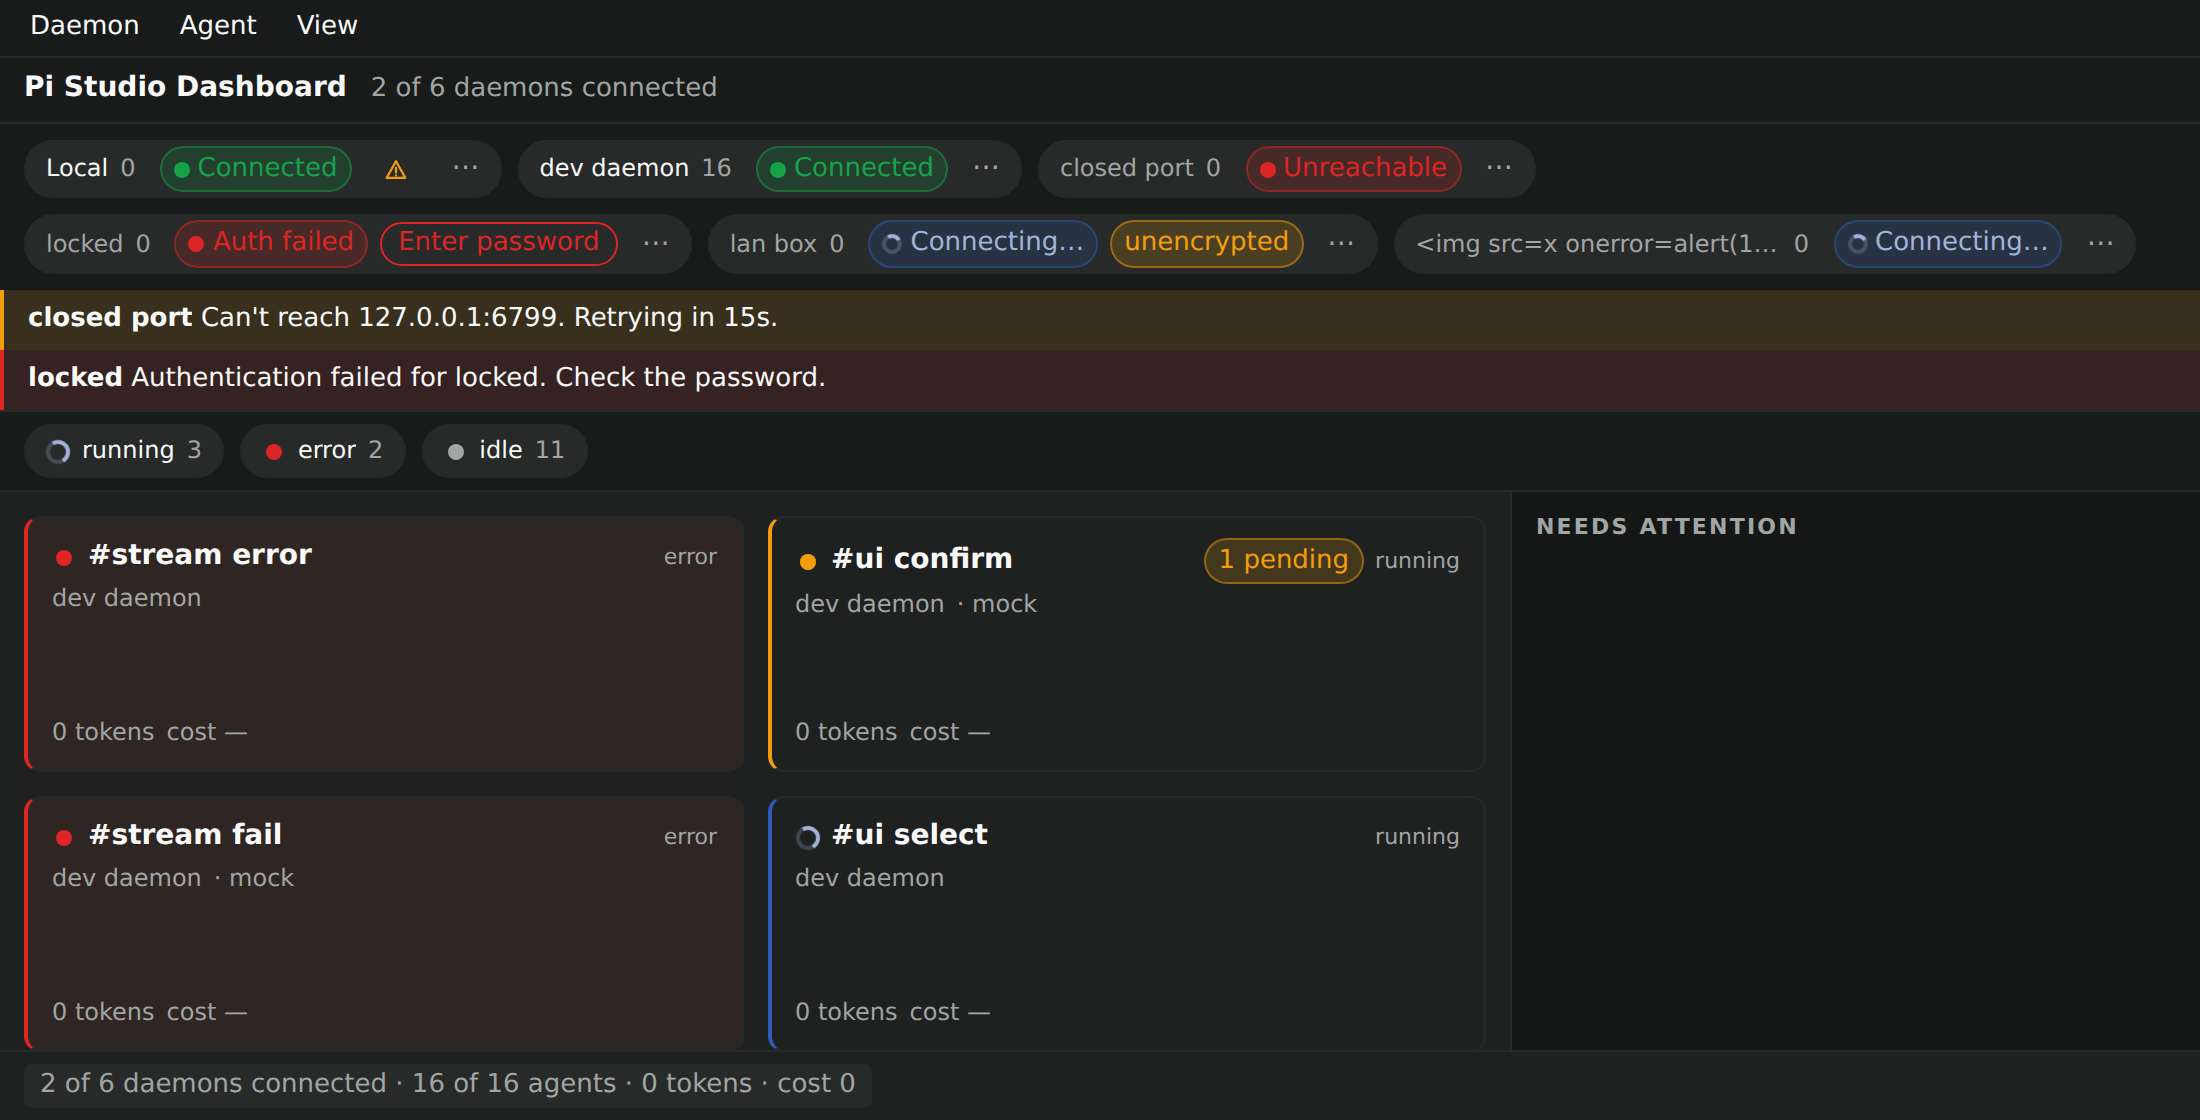 Daemon Agent View
Pi Studio Dashboard 2 of 6 daemons connected
Local 0 Connected ⚠ ⋯ dev daemon 16 Connected ⋯ closed port 0 Unreachable ⋯
locked 0 Auth failed Enter password ⋯ lan box 0 Connecting… unencrypted ⋯ <img src=x onerror=alert(1… 0 Connecting… ⋯
closed port Can't reach 127.0.0.1:6799. Retrying in 15s.
locked Authentication failed for locked. Check the password.
running 3 error 2 idle 11
#stream error error
dev daemon
0 tokens cost —
#ui confirm 1 pending running
dev daemon · mock
0 tokens cost —
#stream fail error
dev daemon · mock
0 tokens cost —
#ui select running
dev daemon
0 tokens cost —
NEEDS ATTENTION
2 of 6 daemons connected · 16 of 16 agents · 0 tokens · cost 0